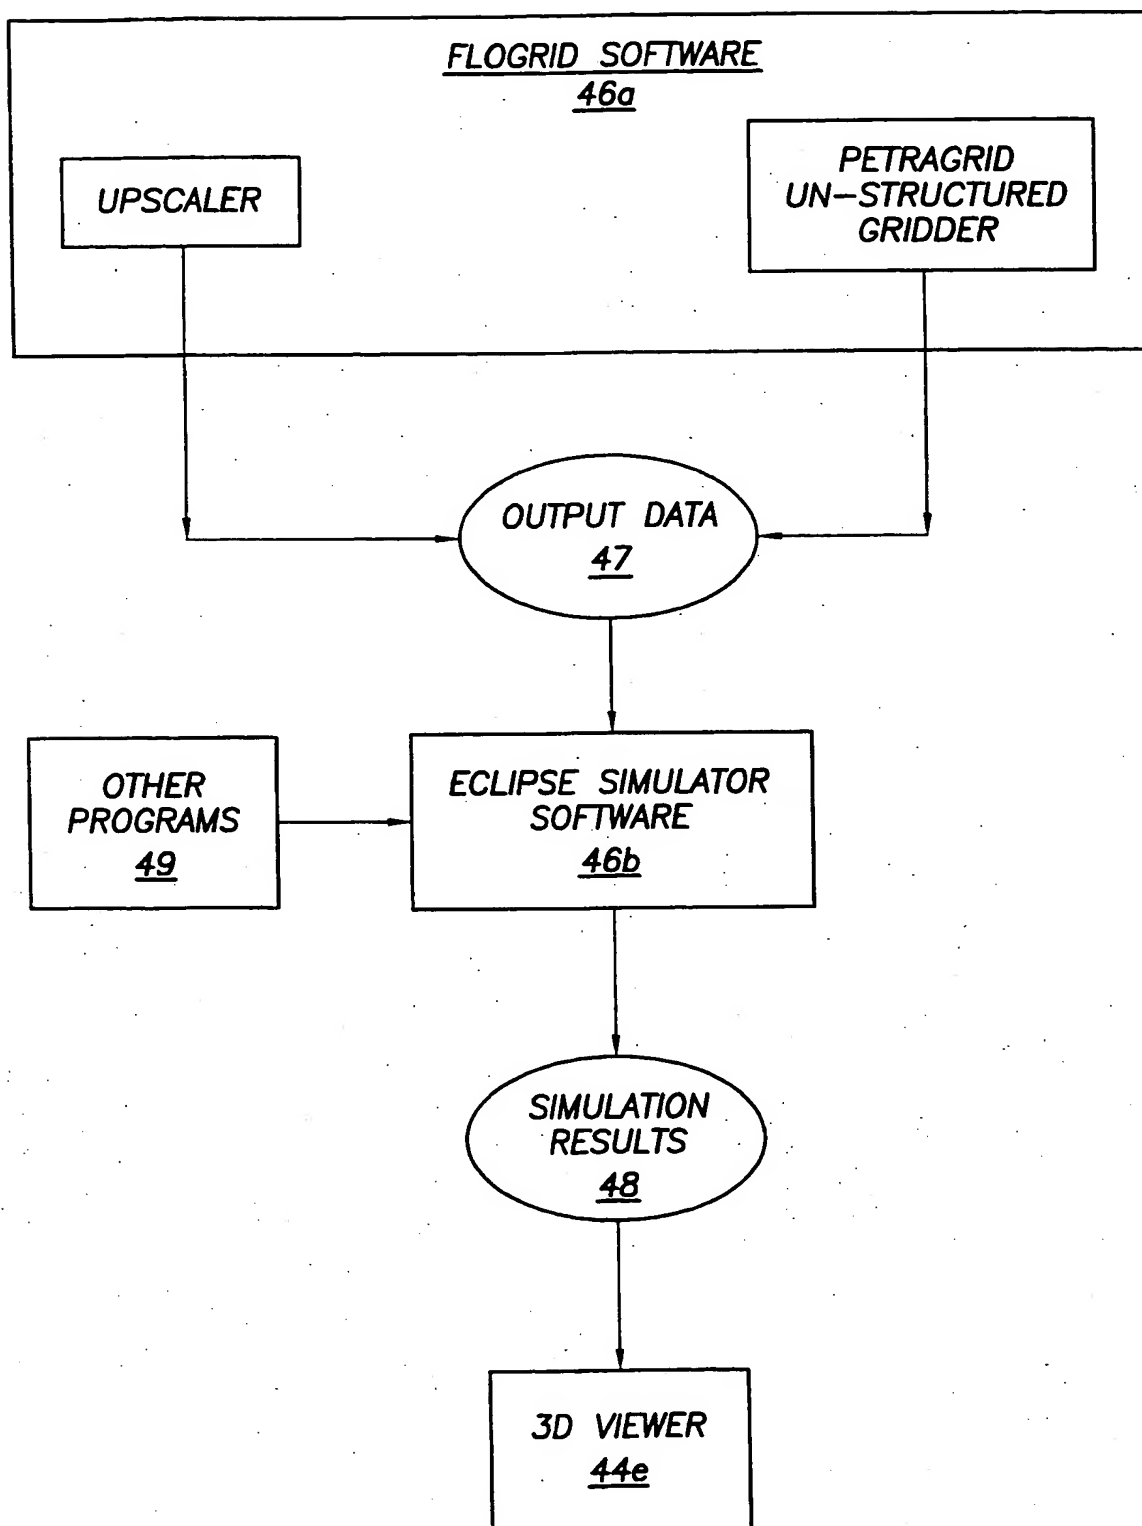 FLOGRID SOFTWARE
46a
UPSCALER
PETRAGRID
UN-STRUCTURED
GRIDDER
OUTPUT DATA
47
OTHER
PROGRAMS
49
ECLIPSE SIMULATOR
SOFTWARE
46b
SIMULATION
RESULTS
48
3D VIEWER
44e